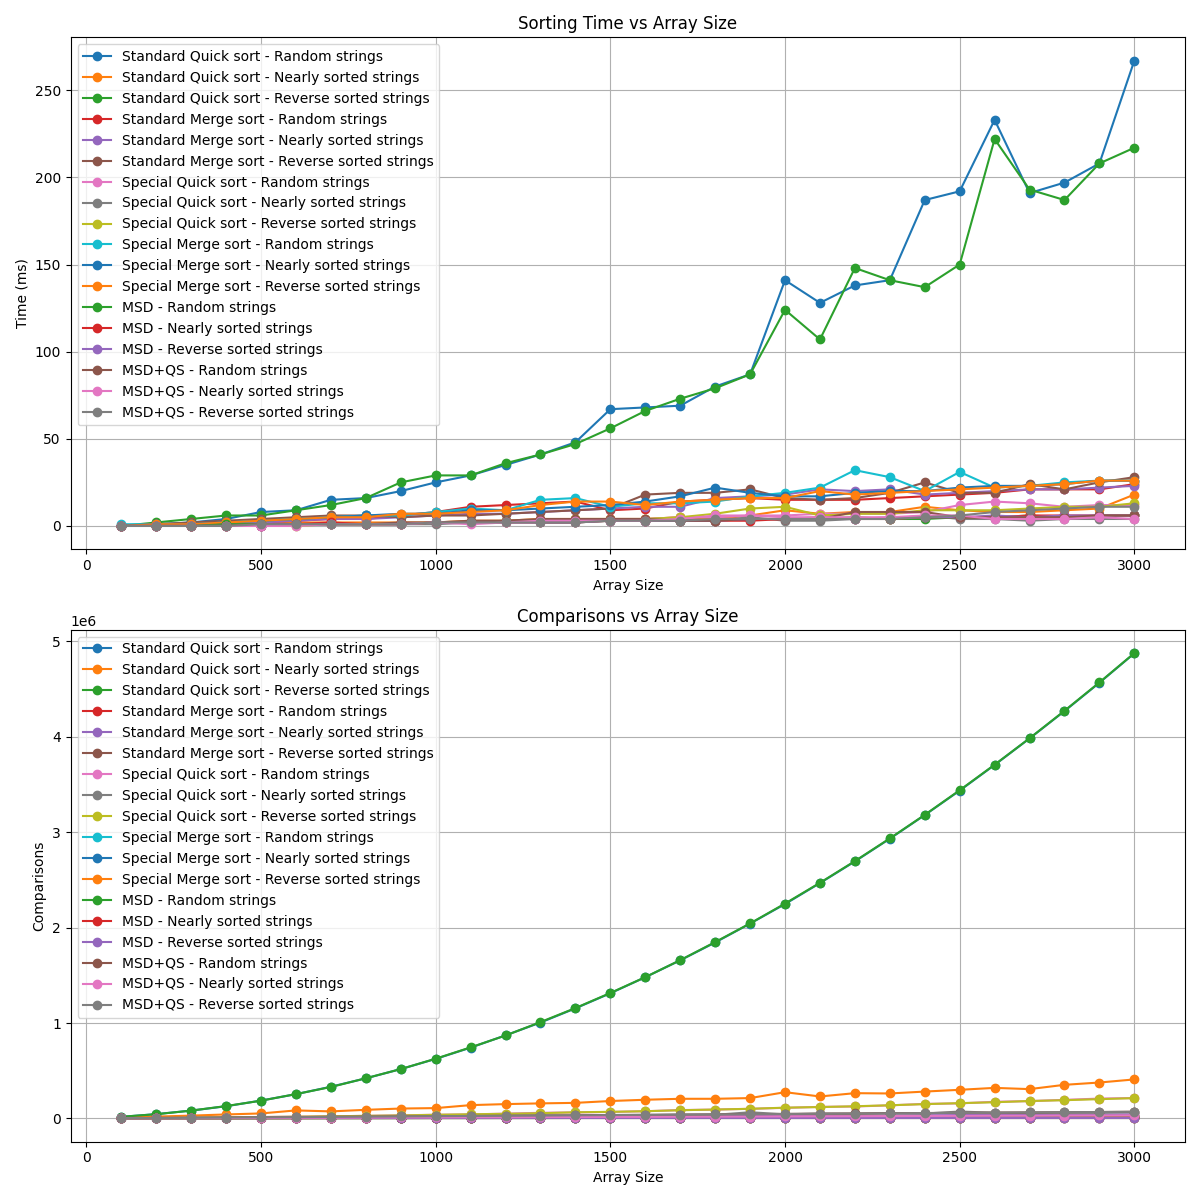 Sorting Time vs Array Size
Standard Quick sort - Random strings
Standard Quick sort - Nearly sorted strings
Standard Quick sort - Reverse sorted strings
Standard Merge sort - Random strings
Standard Merge sort - Nearly sorted strings
Standard Merge sort - Reverse sorted strings
Special Quick sort - Random strings
Special Quick sort - Nearly sorted strings
Special Quick sort - Reverse sorted strings
Special Merge sort - Random strings
Special Merge sort - Nearly sorted strings
Special Merge sort - Reverse sorted strings
MSD - Random strings
MSD - Nearly sorted strings
MSD - Reverse sorted strings
MSD+QS - Random strings
MSD+QS - Nearly sorted strings
MSD+QS - Reverse sorted strings
Time (ms)
250
200
150
100
50
0
0 500 1000 1500 2000 2500 3000
Array Size
Comparisons vs Array Size
1e6
Standard Quick sort - Random strings
Standard Quick sort - Nearly sorted strings
Standard Quick sort - Reverse sorted strings
Standard Merge sort - Random strings
Standard Merge sort - Nearly sorted strings
Standard Merge sort - Reverse sorted strings
Special Quick sort - Random strings
Special Quick sort - Nearly sorted strings
Special Quick sort - Reverse sorted strings
Special Merge sort - Random strings
Special Merge sort - Nearly sorted strings
Special Merge sort - Reverse sorted strings
MSD - Random strings
MSD - Nearly sorted strings
MSD - Reverse sorted strings
MSD+QS - Random strings
MSD+QS - Nearly sorted strings
MSD+QS - Reverse sorted strings
Comparisons
5
4
3
2
1
0
0 500 1000 1500 2000 2500 3000
Array Size